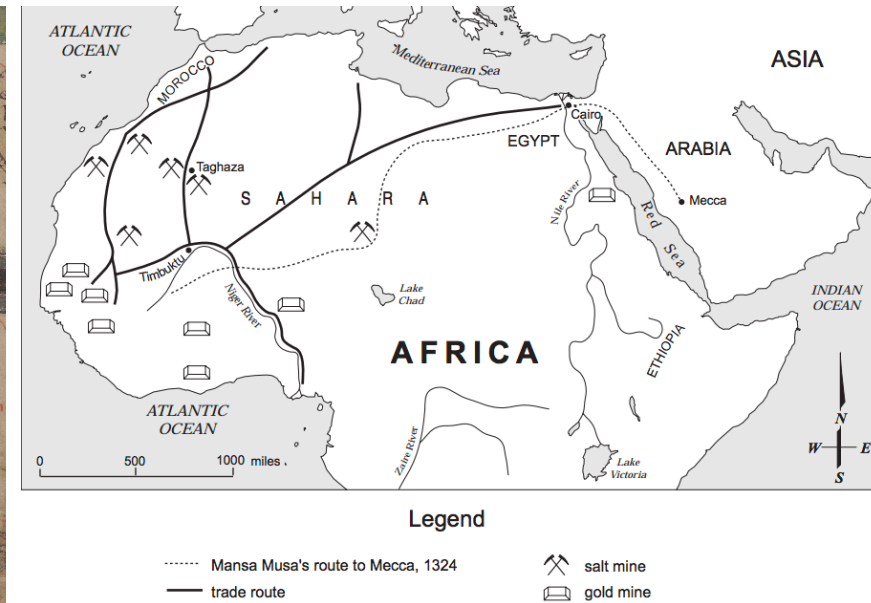 ATLANTIC
OCEAN
MOROCCO
Mediterranean Sea
ASIA
Cairo
EGYPT
ARABIA
Taghaza
SAHARA
Nile River
Red Sea
Mecca
Timbuktu
Niger River
Lake
Chad
INDIAN
OCEAN
AFRICA
ETHIOPIA
ATLANTIC
OCEAN
Zaire River
Lake
Victoria
N
W E
S
0 500 1000 miles
Legend
Mansa Musa's route to Mecca, 1324
salt mine
trade route
gold mine